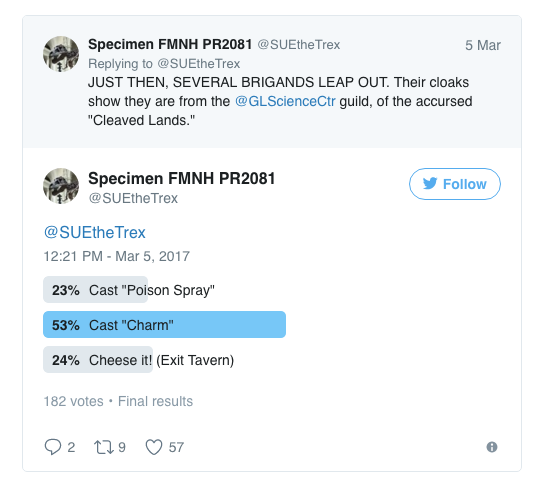 Specimen FMNH PR2081 @SUEtheTrex 5 Mar
Replying to @SUEtheTrex
JUST THEN, SEVERAL BRIGANDS LEAP OUT. Their cloaks
show they are from the @GLScienceCtr guild, of the accursed
"Cleaved Lands."
Specimen FMNH PR2081
@SUEtheTrex
Follow
@SUEtheTrex
12:21 PM - Mar 5, 2017
23% Cast "Poison Spray"
53% Cast "Charm"
24% Cheese it! (Exit Tavern)
182 votes • Final results
2 9 57